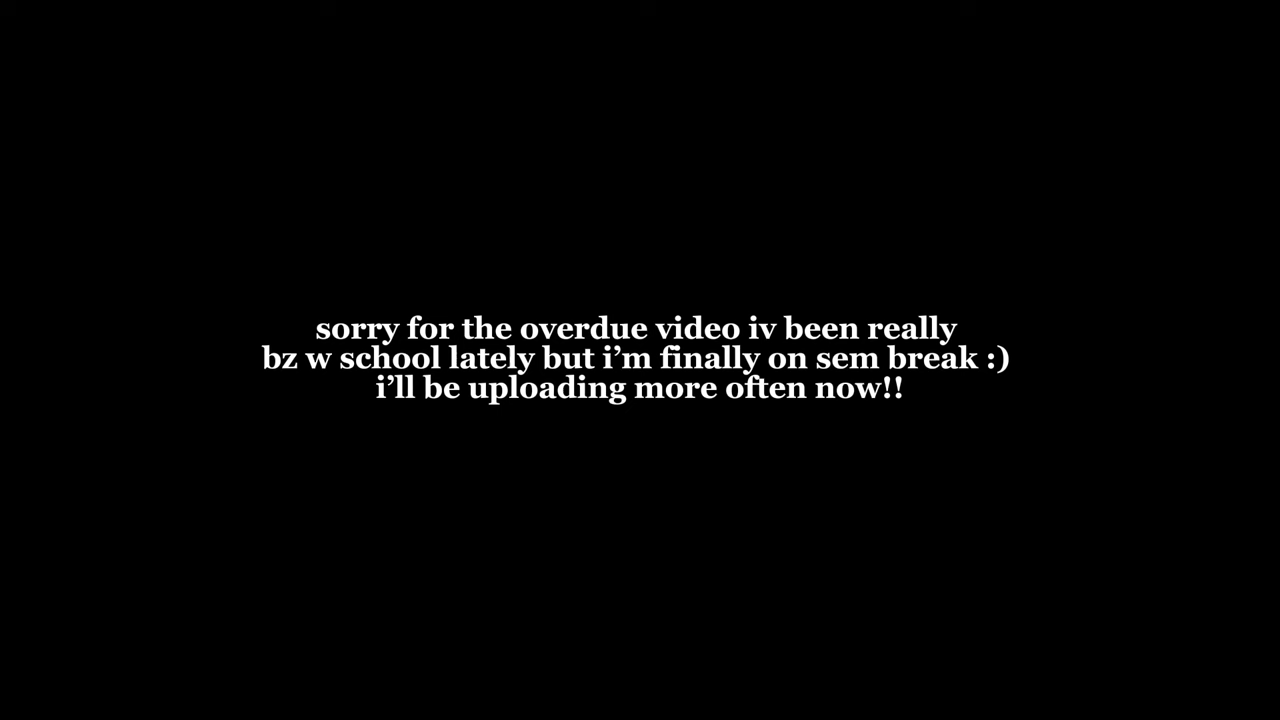 sorry for the overdue video iv been really
bz w school lately but i’m finally on sem break :)
i’ll be uploading more often now!!